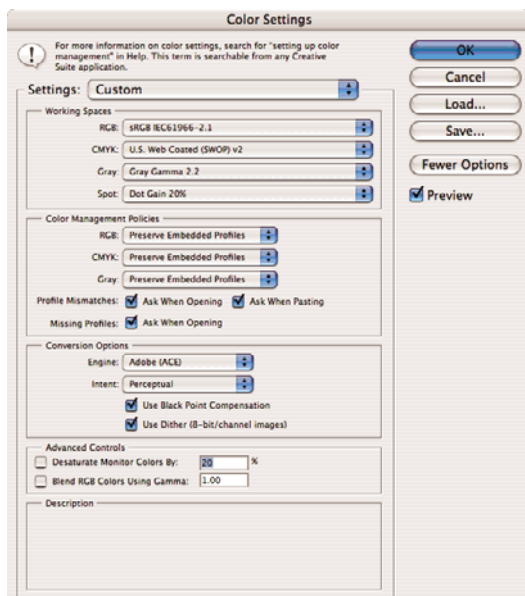 Color Settings
For more information on color settings, search for "setting up color
management" in Help. This term is searchable from any Creative
Suite application.
OK
Cancel
Load...
Save...
Fewer Options
Preview
Settings: Custom
Working Spaces
RGB: sRGB IEC61966-2.1
CMYK: U.S. Web Coated (SWOP) v2
Gray: Gray Gamma 2.2
Spot: Dot Gain 20%
Color Management Policies
RGB: Preserve Embedded Profiles
CMYK: Preserve Embedded Profiles
Gray: Preserve Embedded Profiles
Profile Mismatches: Ask When Opening Ask When Pasting
Missing Profiles: Ask When Opening
Conversion Options
Engine: Adobe (ACE)
Intent: Perceptual
Use Black Point Compensation
Use Dither (8-bit/channel images)
Advanced Controls
Desaturate Monitor Colors By: 20 %
Blend RGB Colors Using Gamma: 1.00
Description